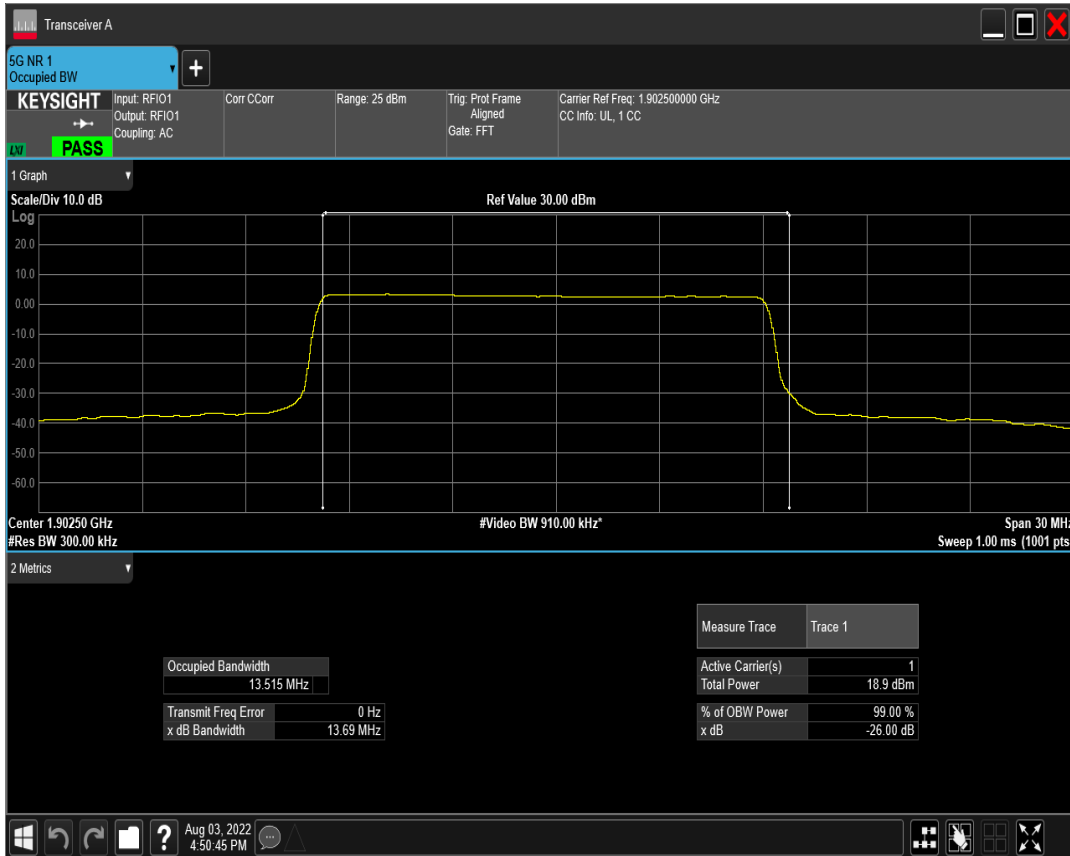 Transceiver A
5G NR 1
Occupied BW
+
KEYSIGHT
LXI
PASS
Input: RFIO1
Output: RFIO1
Coupling: AC
Corr CCorr
Range: 25 dBm
Trig: Prot Frame
Aligned
Gate: FFT
Carrier Ref Freq: 1.902500000 GHz
CC Info: UL, 1 CC
1 Graph
Scale/Div 10.0 dB
Ref Value 30.00 dBm
Log
20.0
10.0
0.00
-10.0
-20.0
-30.0
-40.0
-50.0
-60.0
Center 1.90250 GHz
#Video BW 910.00 kHz*
Span 30 MHz
#Res BW 300.00 kHz
Sweep 1.00 ms (1001 pts
2 Metrics
Measure Trace Trace 1
Occupied Bandwidth
13.515 MHz
Active Carrier(s) 1
Total Power 18.9 dBm
Transmit Freq Error 0 Hz
x dB Bandwidth 13.69 MHz
% of OBW Power 99.00 %
x dB -26.00 dB
?
Aug 03, 2022
4:50:45 PM